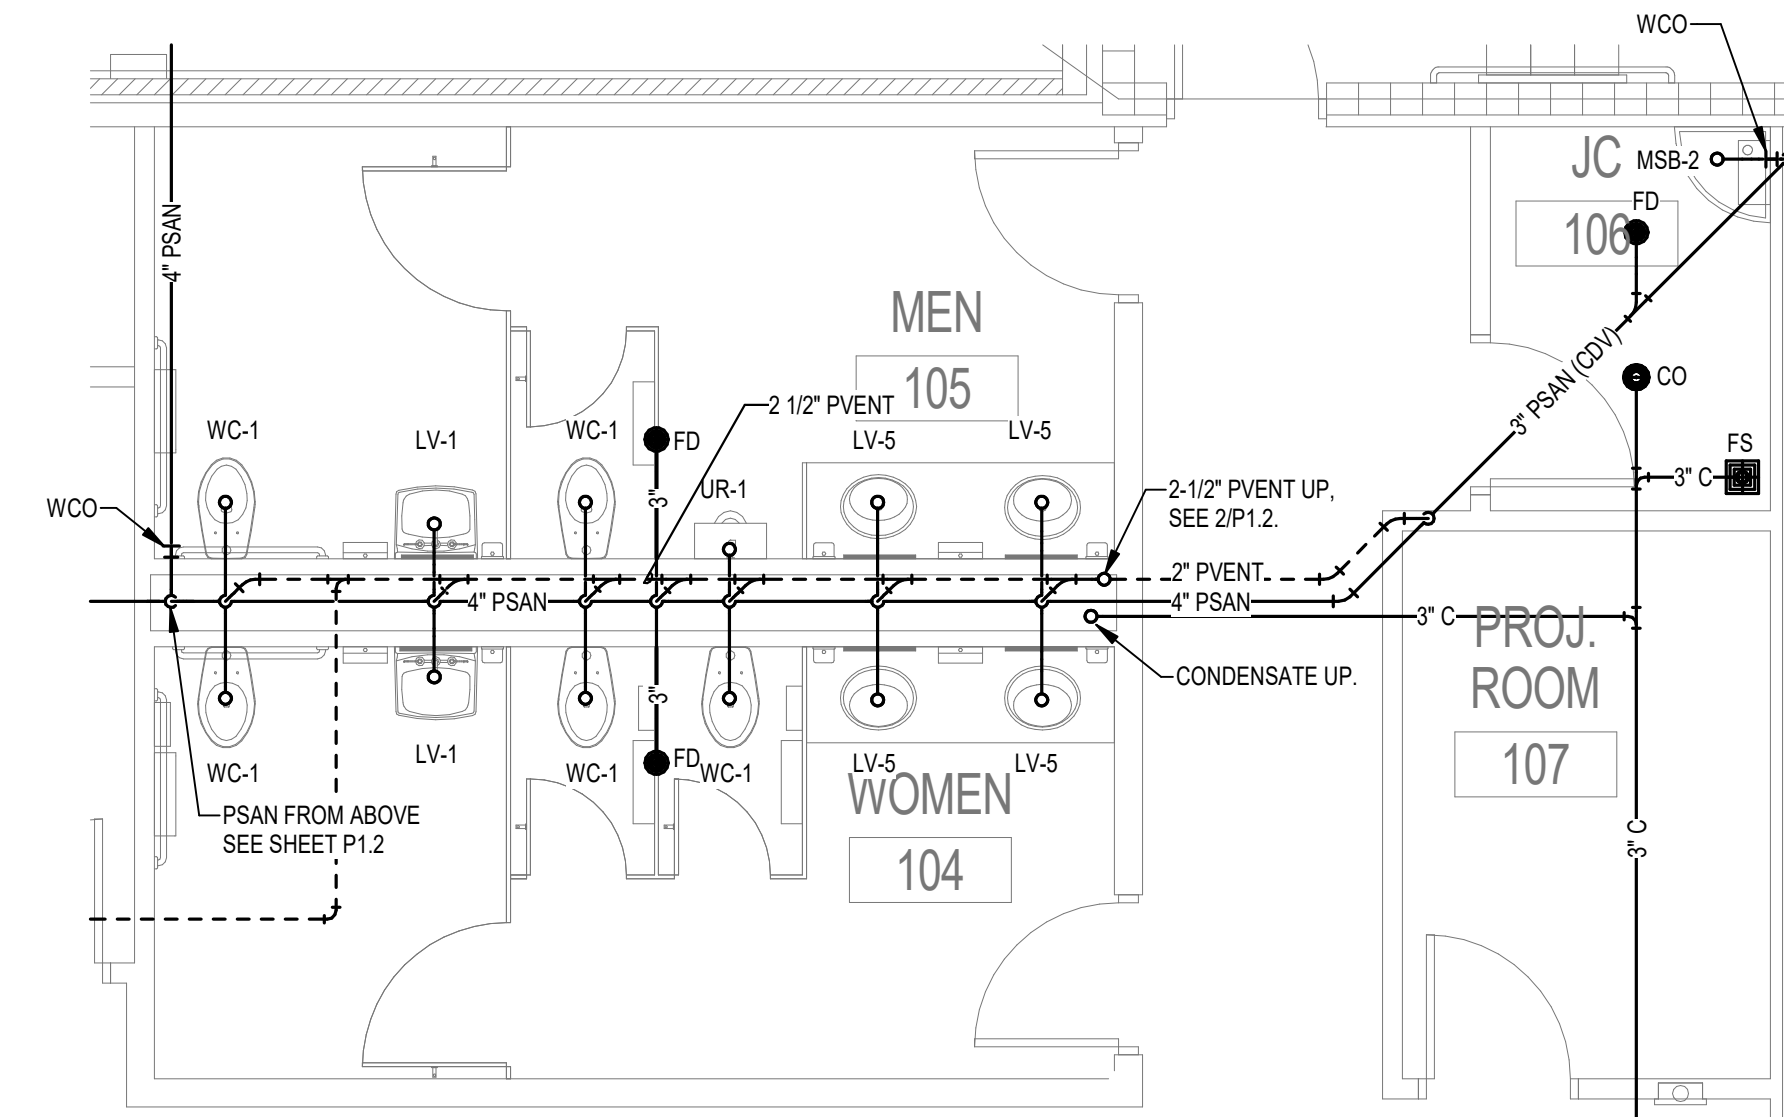 WCO
JC
MSB-2
FD
106
4" PSAN
MEN
105
3" PSAN (CDV)
CO
2 1/2" PVENT
WC-1
LV-1
WC-1
FD
LV-5
LV-5
FS
3" C
3"
UR-1
2-1/2" PVENT UP,
SEE 2/P1.2.
WCO
2" PVENT
4" PSAN
4" PSAN
3" C
PROJ.
ROOM
107
CONDENSATE UP.
3"
WC-1
LV-1
WC-1
FD
WC-1
LV-5
LV-5
WOMEN
104
PSAN FROM ABOVE
SEE SHEET P1.2
3" C